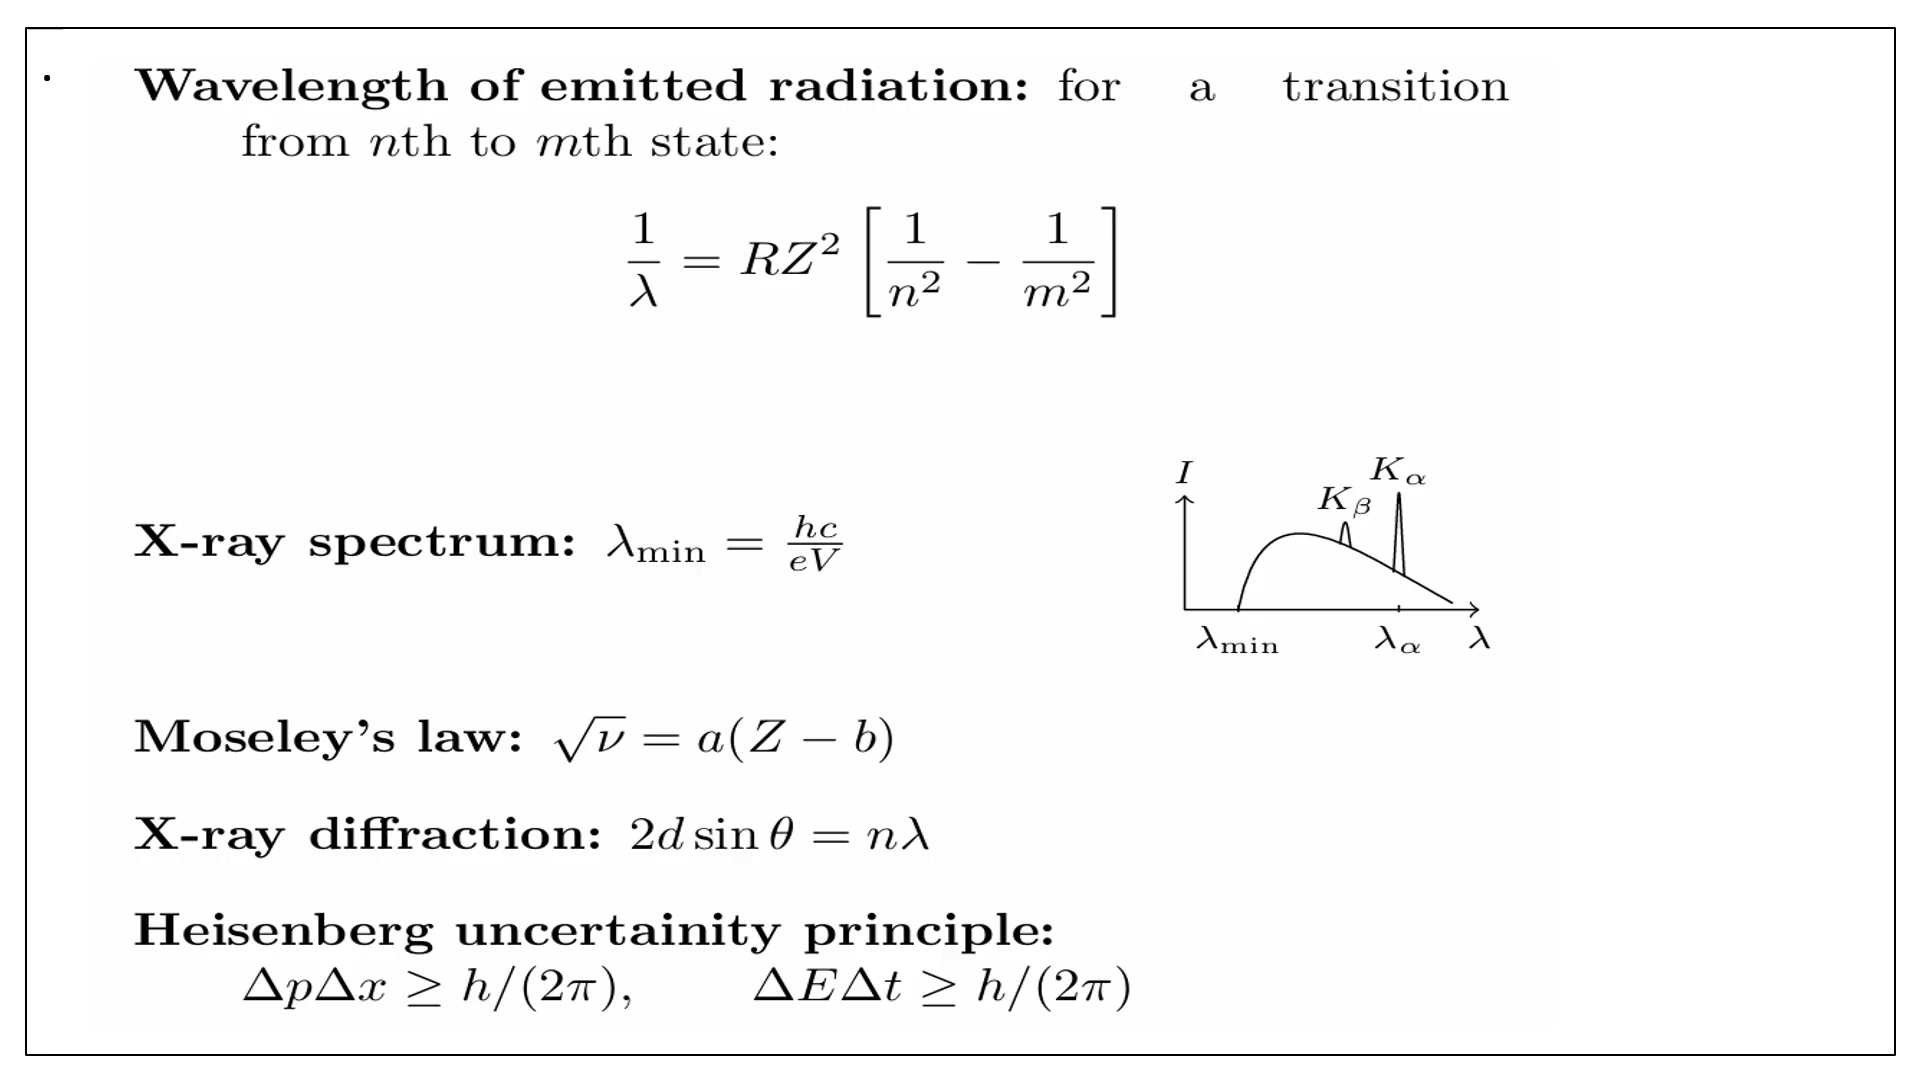 . Wavelength of emitted radiation: for a transition
from nth to mth state:
1/λ = RZ² [1/n² − 1/m²]
I
K_α
K_β
X-ray spectrum: λ_min = hc/eV
λ_min λ_α λ
Moseley's law: √ν = a(Z − b)
X-ray diffraction: 2d sin θ = nλ
Heisenberg uncertainity principle:
ΔpΔx ≥ h/(2π), ΔEΔt ≥ h/(2π)